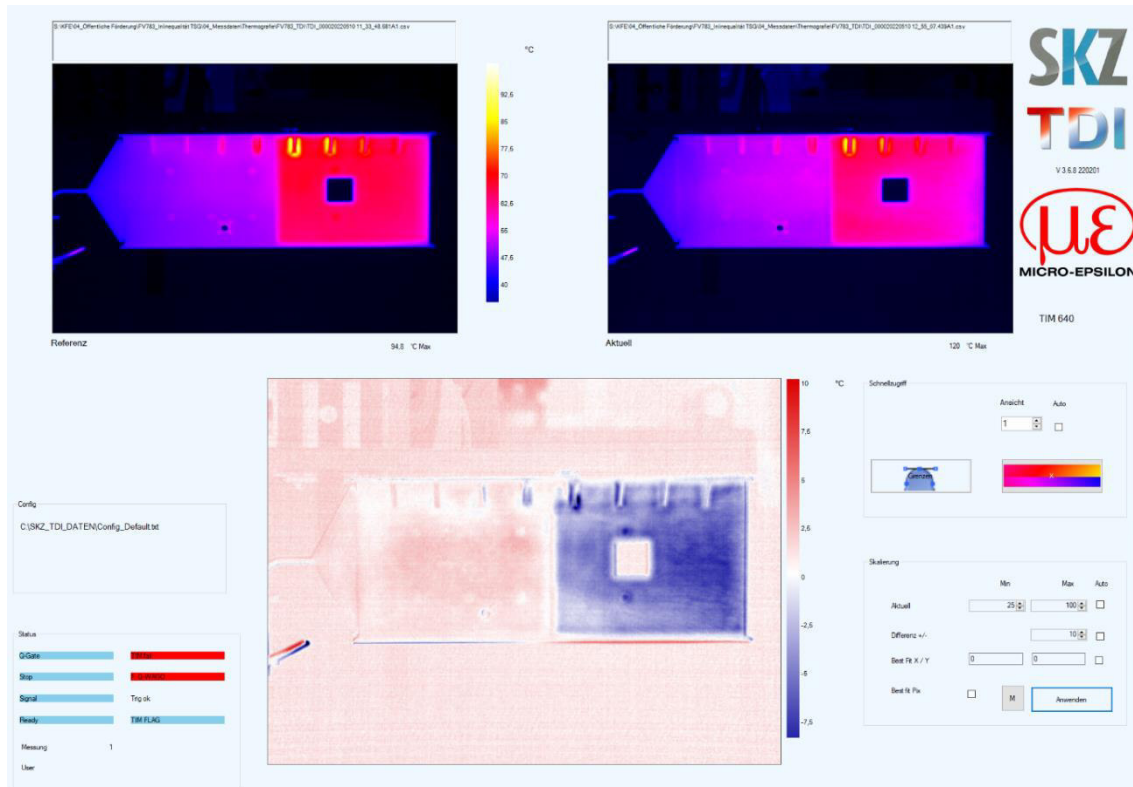 °C
92,5
85
77,5
70
62,5
55
47,5
40
Referenz
94,8 °C Max
Aktuell
120 °C Max
SKZ
TDI
V 3.6.8 220201
με
MICRO-EPSILON
TIM 640
10
°C
7,5
5
2,5
0
-2,5
-5
-7,5
Schnellzugriff
Ansicht
Auto
1
Grenzen
X
Config
C:\SKZ_TDI_DATEN\Config_Default.txt
Status
Q-Gate
Stop
Signal
Trig ok
Ready
TIM FLAG
Messung 1
User
Skalierung
Min Max Auto
Aktuell 25 100
Differenz +/- 10
Best Fit X / Y 0 0
Best fit Pix M Anwenden